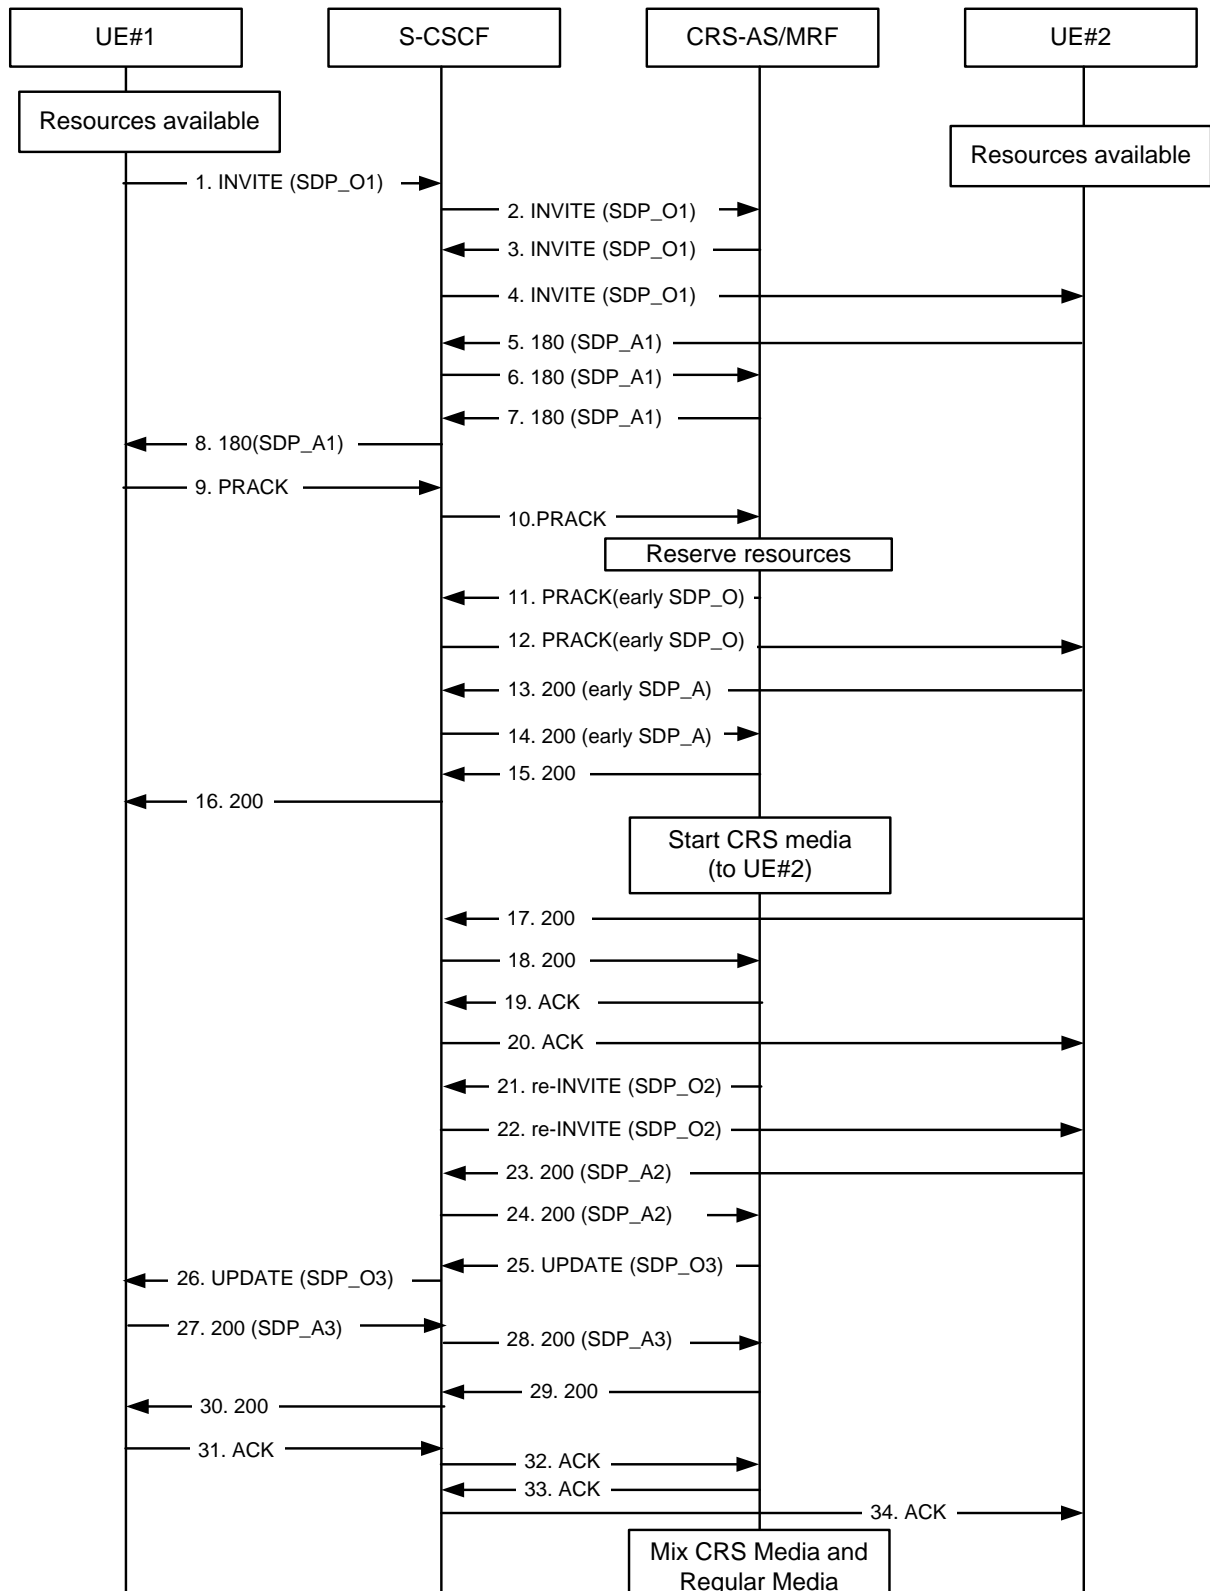 UE#1
S-CSCF
CRS-AS/MRF
UE#2
Resources available
Resources available
1. INVITE (SDP_O1)
2. INVITE (SDP_O1)
3. INVITE (SDP_O1)
4. INVITE (SDP_O1)
5. 180 (SDP_A1)
6. 180 (SDP_A1)
7. 180 (SDP_A1)
8. 180(SDP_A1)
9. PRACK
10.PRACK
Reserve resources
11. PRACK(early SDP_O)
12. PRACK(early SDP_O)
13. 200 (early SDP_A)
14. 200 (early SDP_A)
15. 200
16. 200
Start CRS media
(to UE#2)
17. 200
18. 200
19. ACK
20. ACK
21. re-INVITE (SDP_O2)
22. re-INVITE (SDP_O2)
23. 200 (SDP_A2)
24. 200 (SDP_A2)
25. UPDATE (SDP_O3)
26. UPDATE (SDP_O3)
27. 200 (SDP_A3)
28. 200 (SDP_A3)
29. 200
30. 200
31. ACK
32. ACK
33. ACK
34. ACK
Mix CRS Media and
Regular Media